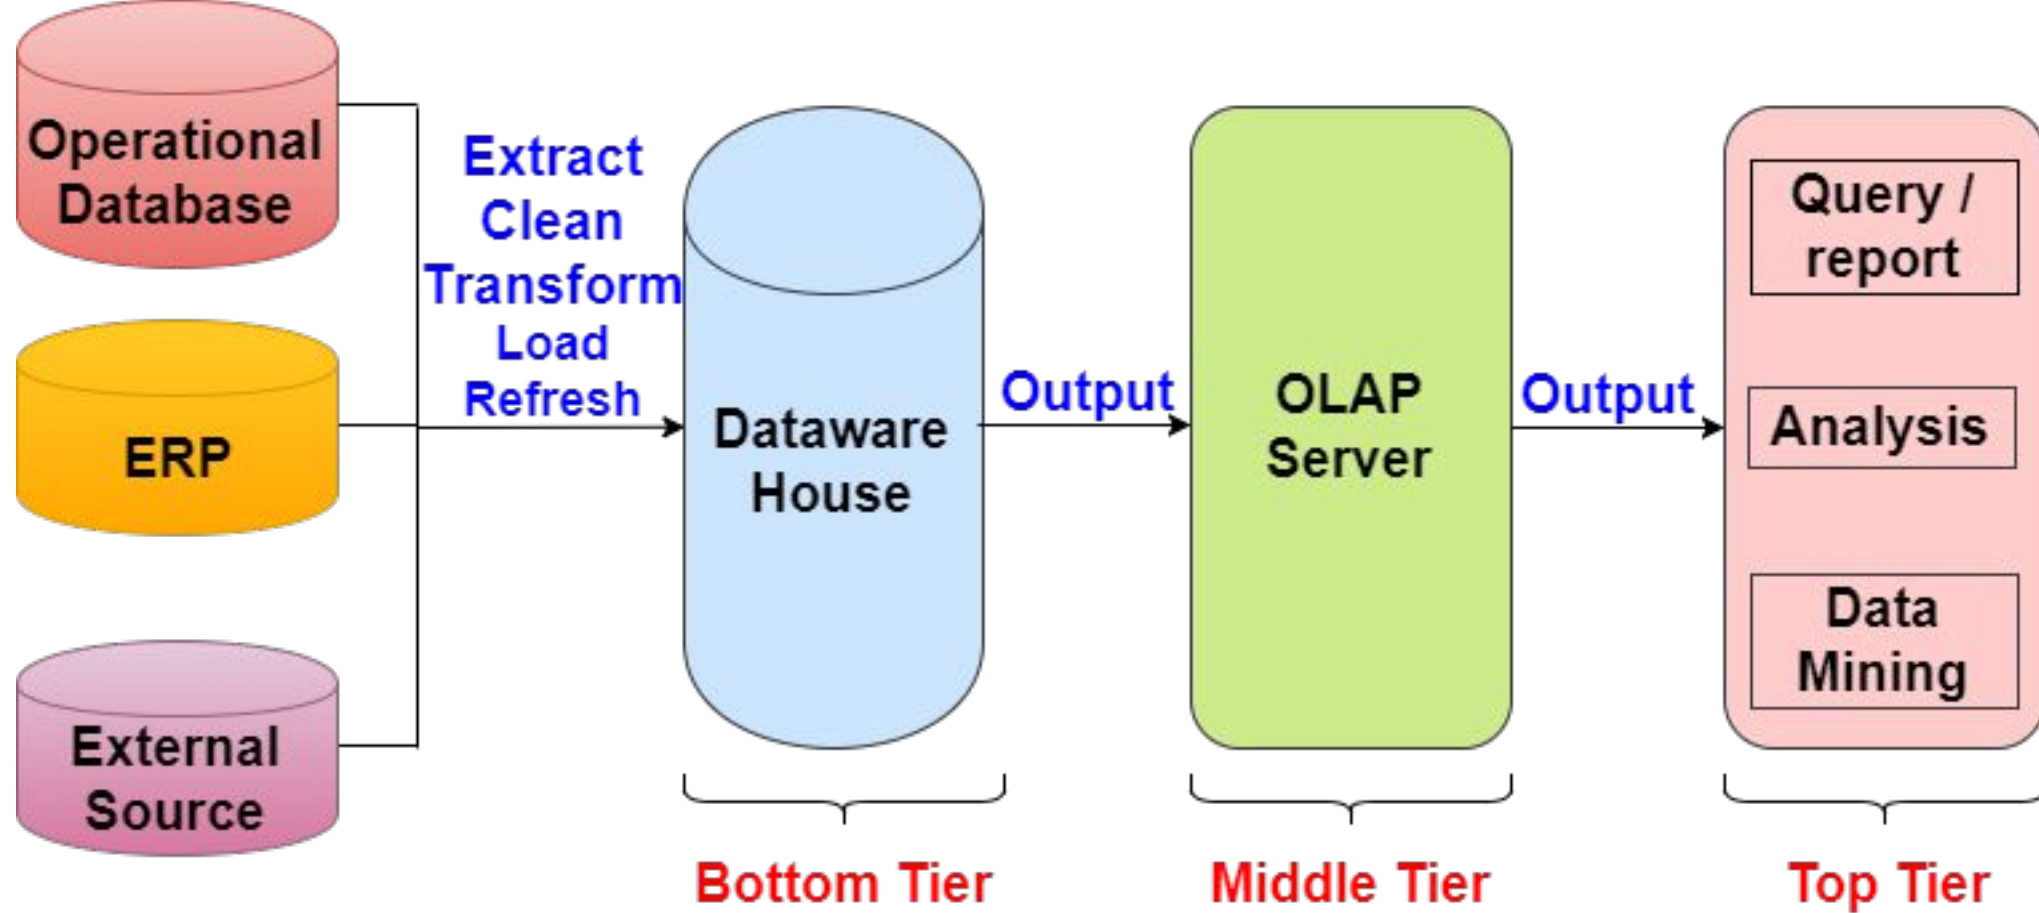 Operational
Database
ERP
External
Source
Extract
Clean
Transform
Load
Refresh
Dataware
House
Output
OLAP
Server
Output
Query /
report
Analysis
Data
Mining
Bottom Tier
Middle Tier
Top Tier